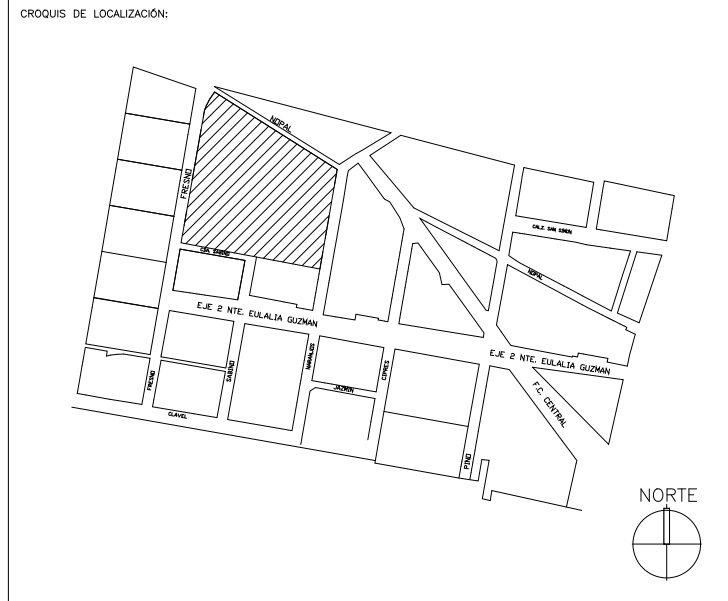 CROQUIS DE LOCALIZACIÓN:
NOPAL
FRESNO
CALZ. SAN SIMON
CDA. SABINO
NOPAL
EJE 2 NTE. EULALIA GUZMAN
NARANJOS
EJE 2 NTE. EULALIA GUZMAN
CIPRES
SABINO
FRESNO
JAZMIN
F.C. CENTRAL
CLAVEL
PINO
NORTE